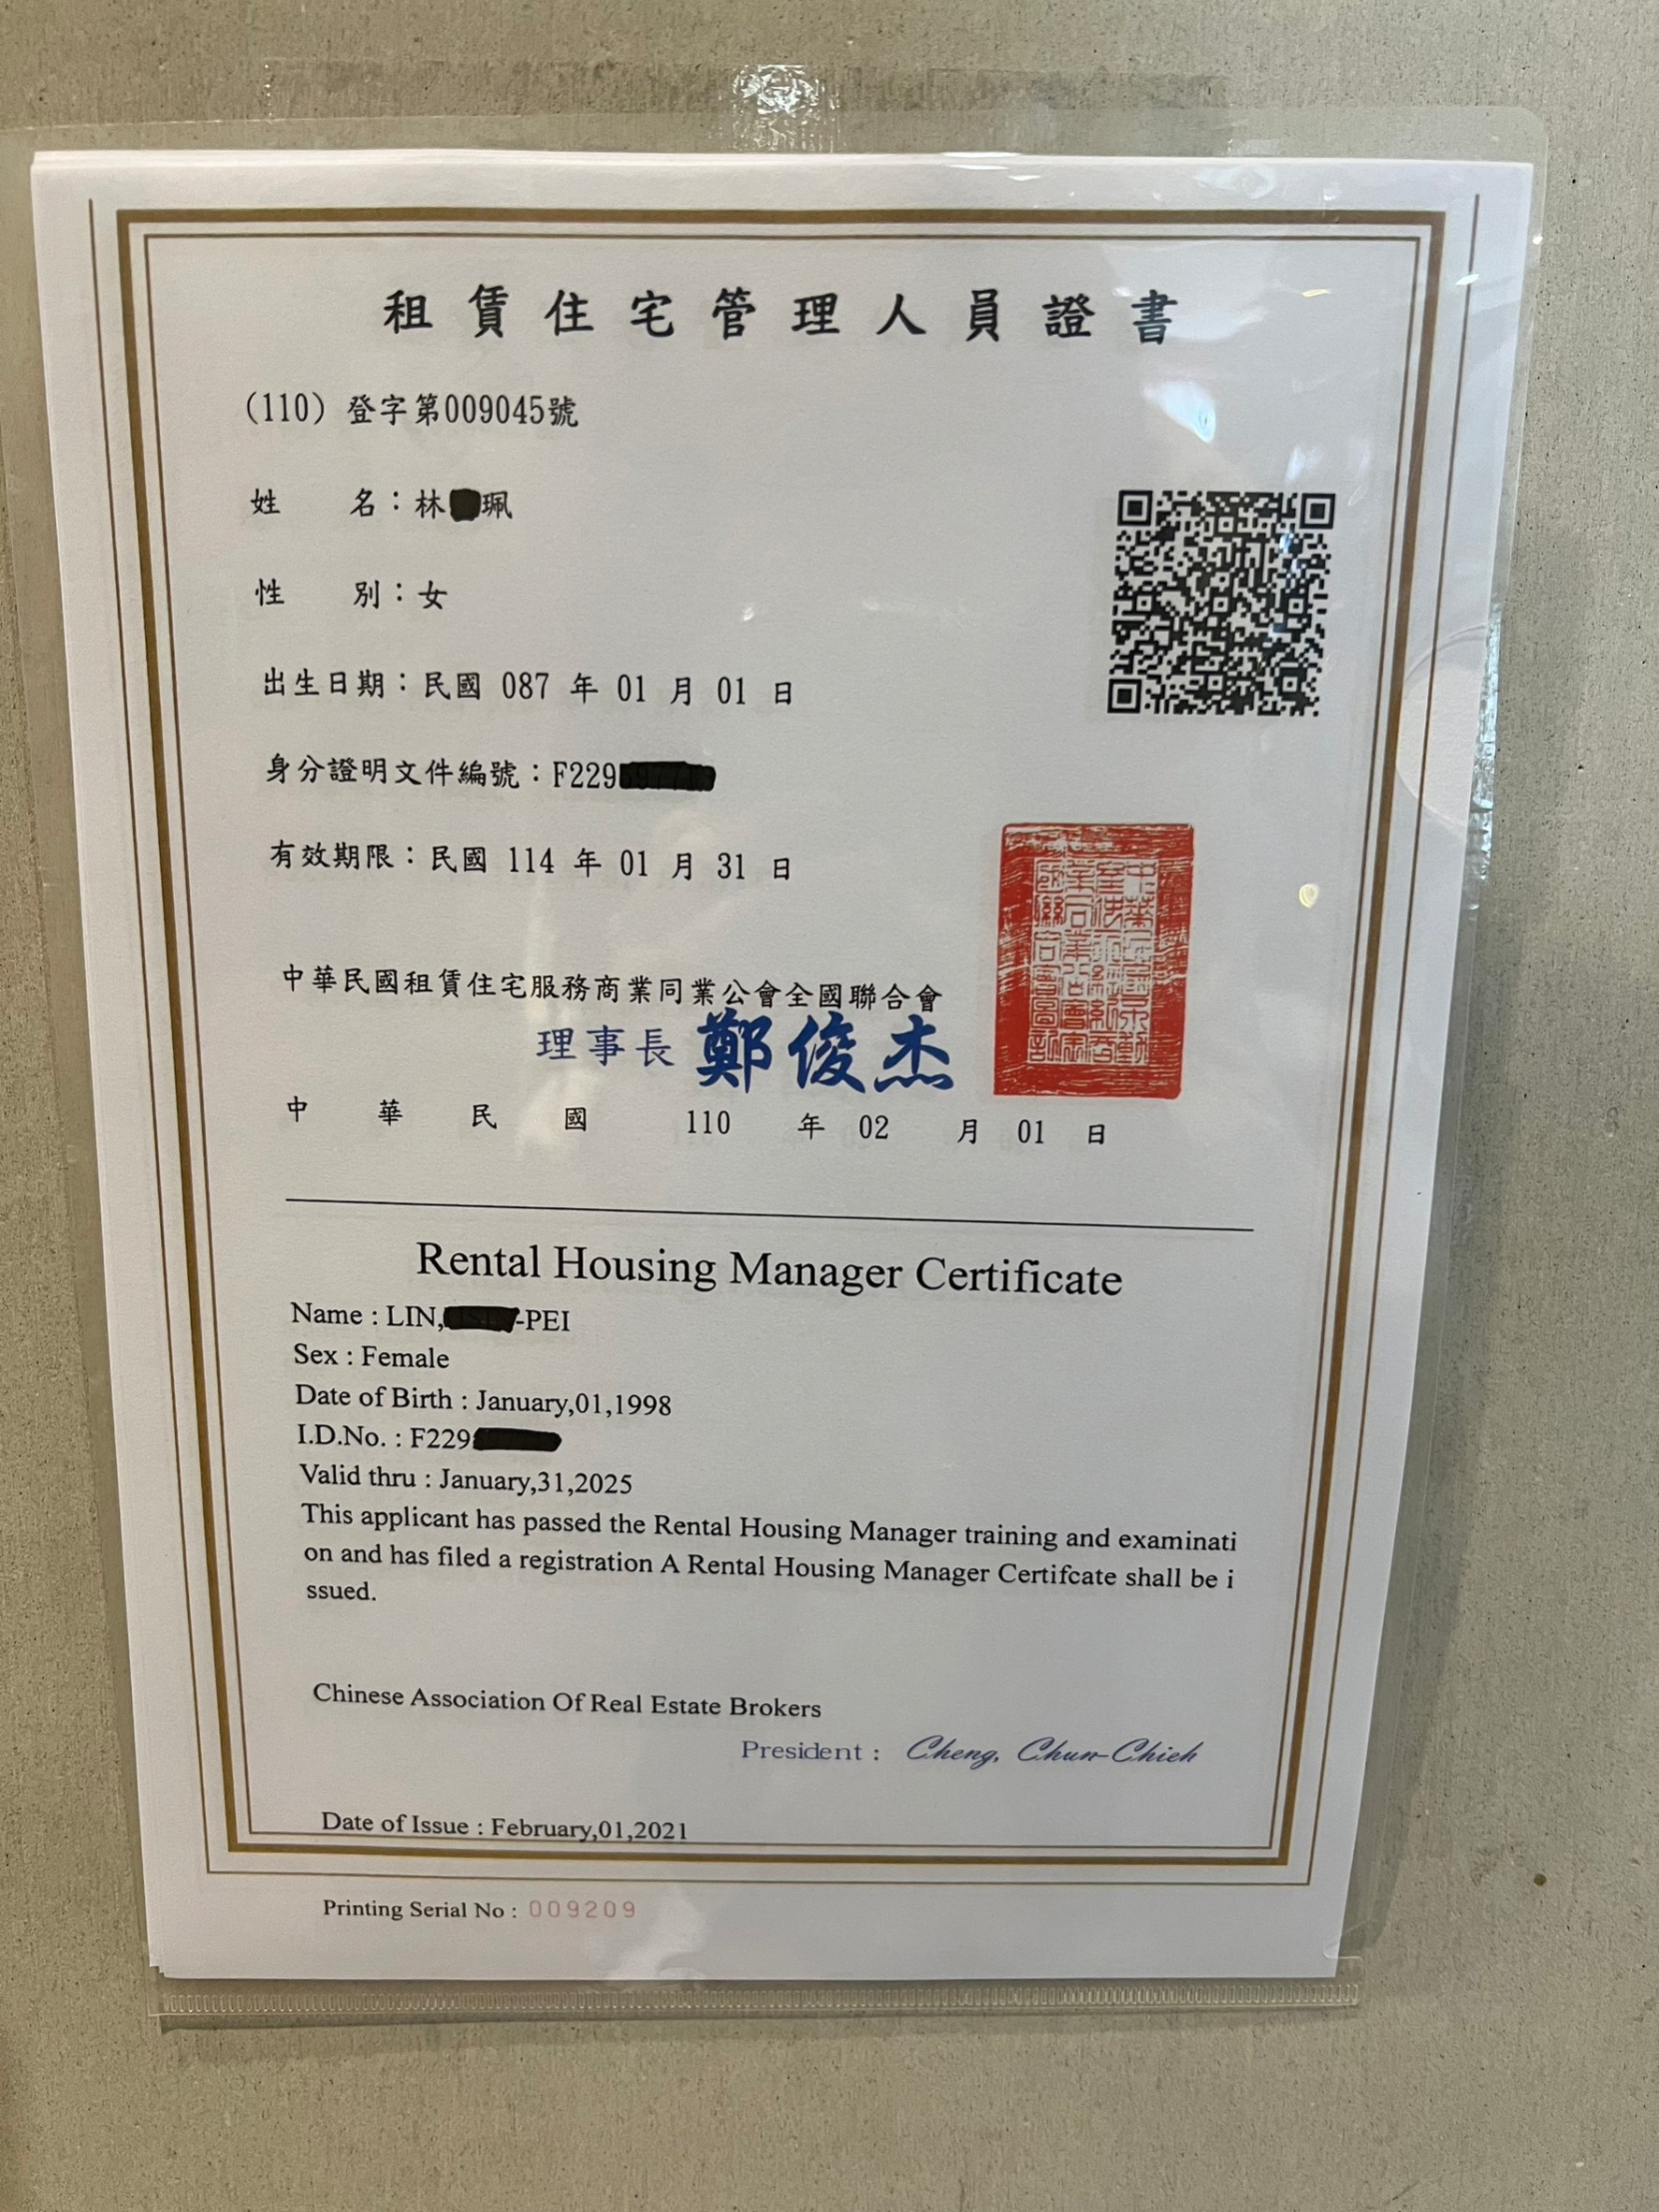 租賃住宅管理人員證書
(110) 登字第009045號
姓 名：林 珮
性 別：女
出生日期：民國 087 年 01 月 01 日
身分證明文件編號：F229
有效期限：民國 114 年 01 月 31 日
中華民國租賃住宅服務商業同業公會全國聯合會
理事長 鄭俊杰
中 華 民 國 110 年 02 月 01 日
Rental Housing Manager Certificate
Name : LIN, -PEI
Sex : Female
Date of Birth : January,01,1998
I.D.No. : F229
Valid thru : January,31,2025
This applicant has passed the Rental Housing Manager training and examinati
on and has filed a registration A Rental Housing Manager Certifcate shall be i
ssued.
Chinese Association Of Real Estate Brokers
President : Cheng, Chun-Chieh
Date of Issue : February,01,2021
Printing Serial No : 009209